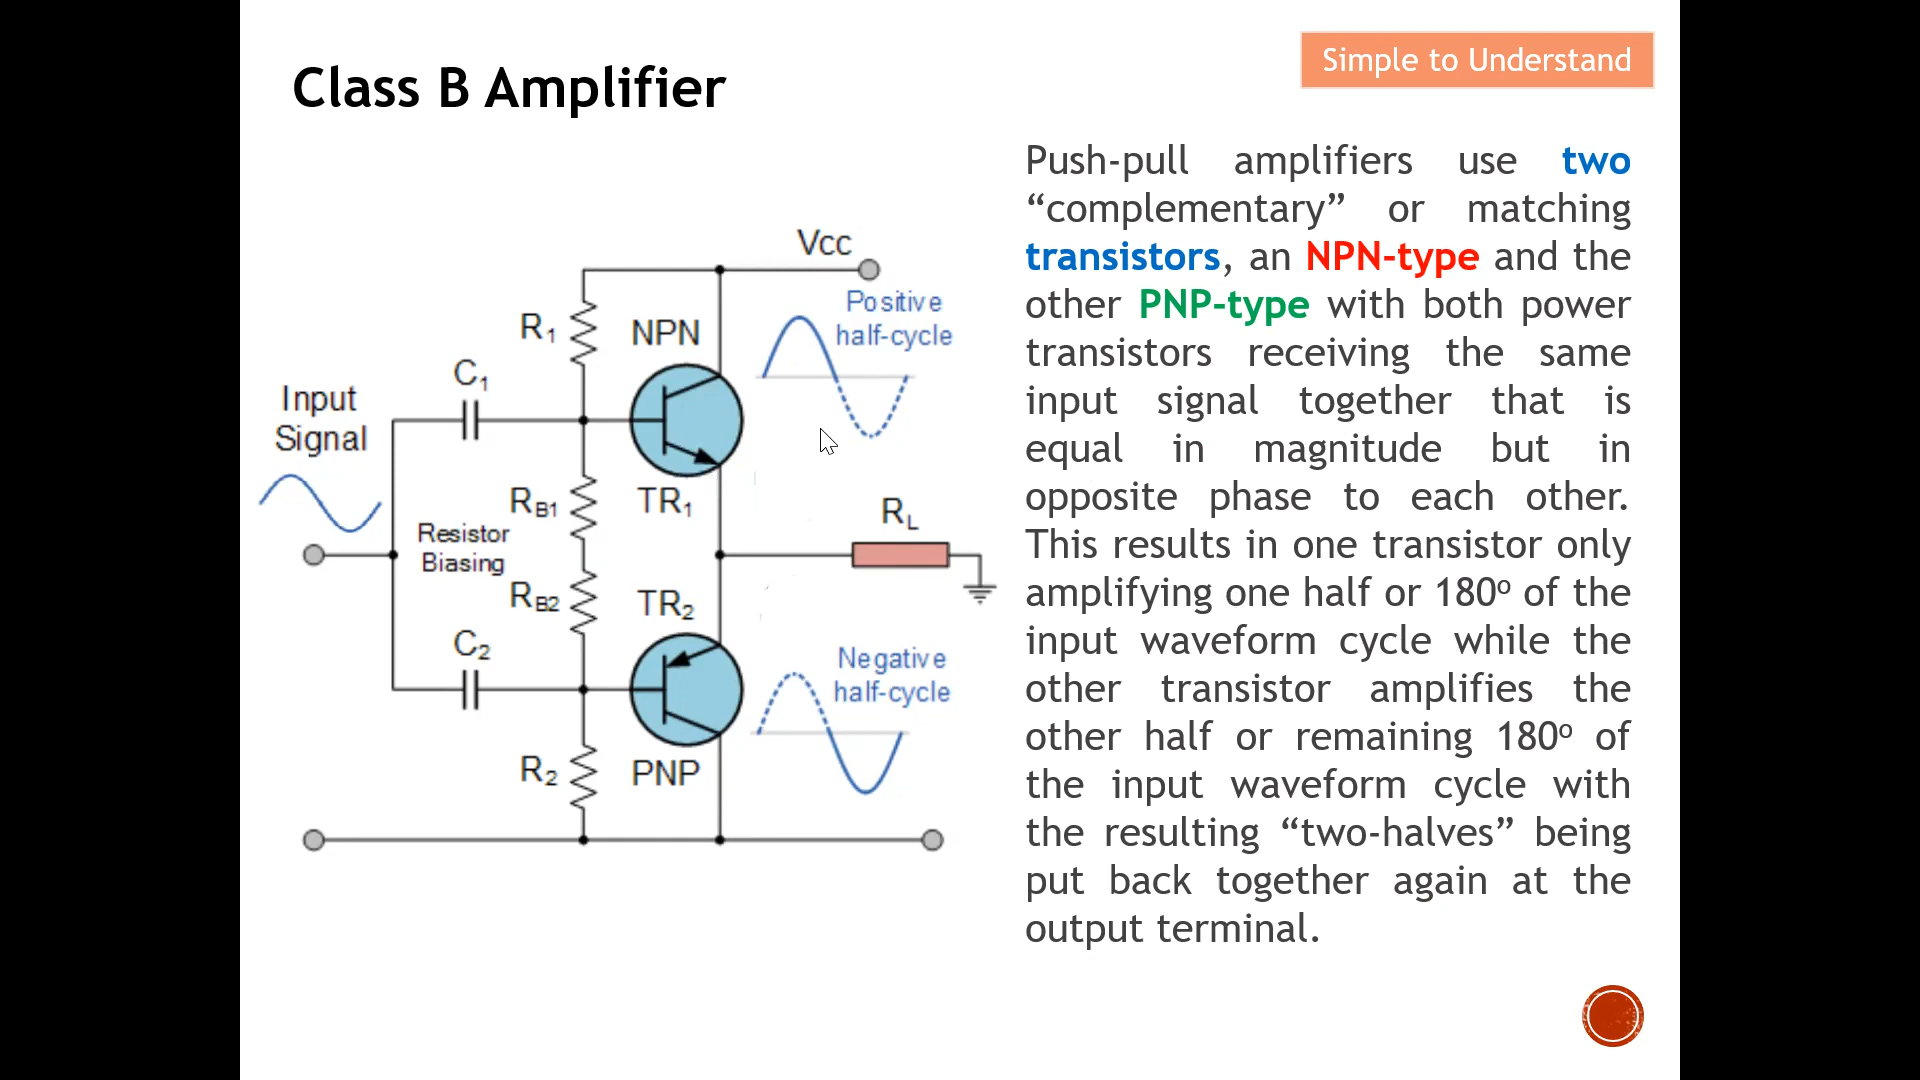 Class B Amplifier
Simple to Understand
Push-pull amplifiers use two
“complementary” or matching
transistors, an NPN-type and the
other PNP-type with both power
transistors receiving the same
input signal together that is
equal in magnitude but in
opposite phase to each other.
This results in one transistor only
amplifying one half or 180º of the
input waveform cycle while the
other transistor amplifies the
other half or remaining 180º of
the input waveform cycle with
the resulting “two-halves” being
put back together again at the
output terminal.
Vcc
Positive
half-cycle
R1
NPN
C1
Input
Signal
RB1
TR1
RL
Resistor
Biasing
RB2
TR2
C2
Negative
half-cycle
R2
PNP